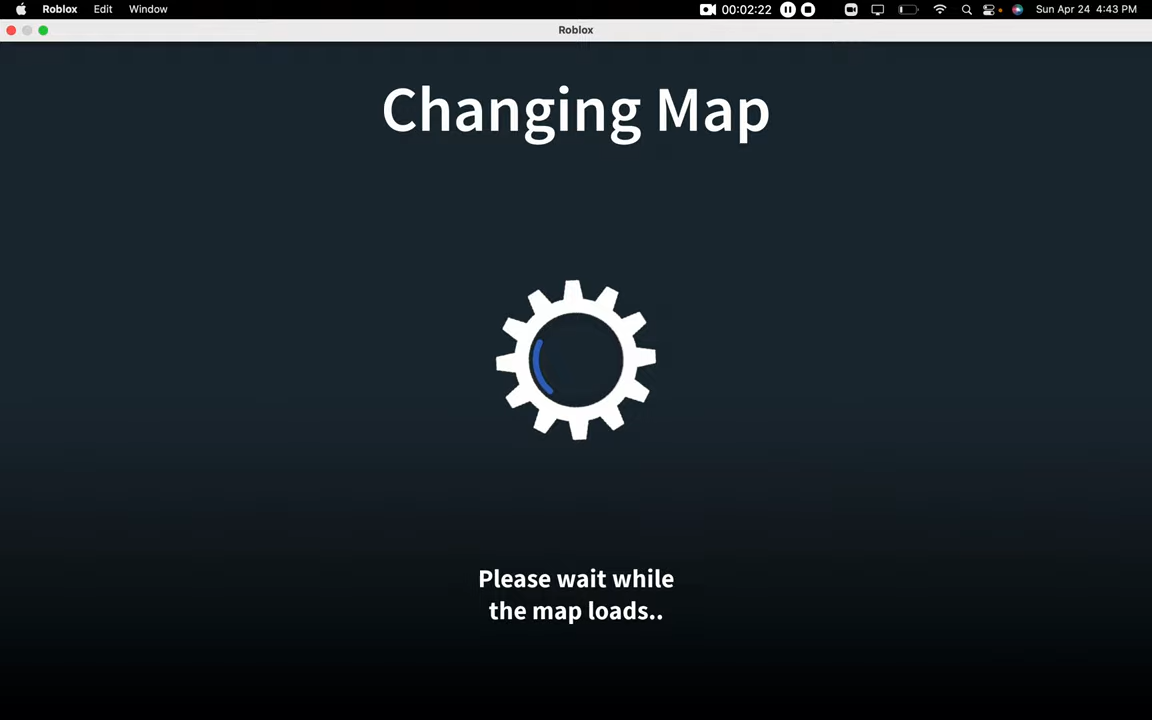 Roblox Edit Window 00:02:22 Sun Apr 24 4:43 PM
Roblox
Changing Map
Please wait while
the map loads..